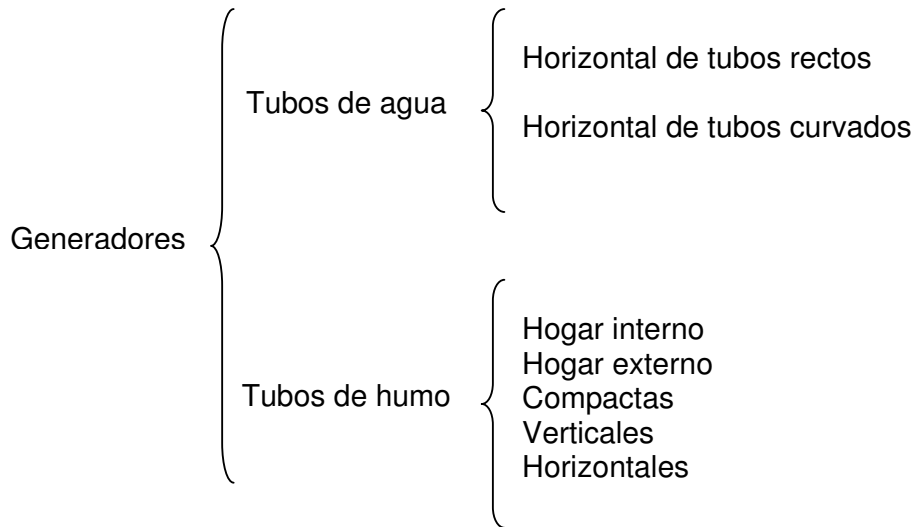 Generadores
Tubos de agua
Horizontal de tubos rectos
Horizontal de tubos curvados
Tubos de humo
Hogar interno
Hogar externo
Compactas
Verticales
Horizontales